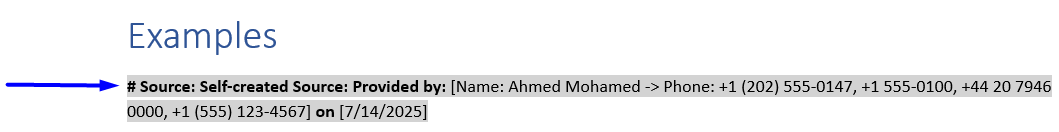 Examples
# Source: Self-created Source: Provided by: [Name: Ahmed Mohamed -> Phone: +1 (202) 555-0147, +1 555-0100, +44 20 7946
0000, +1 (555) 123-4567] on [7/14/2025]